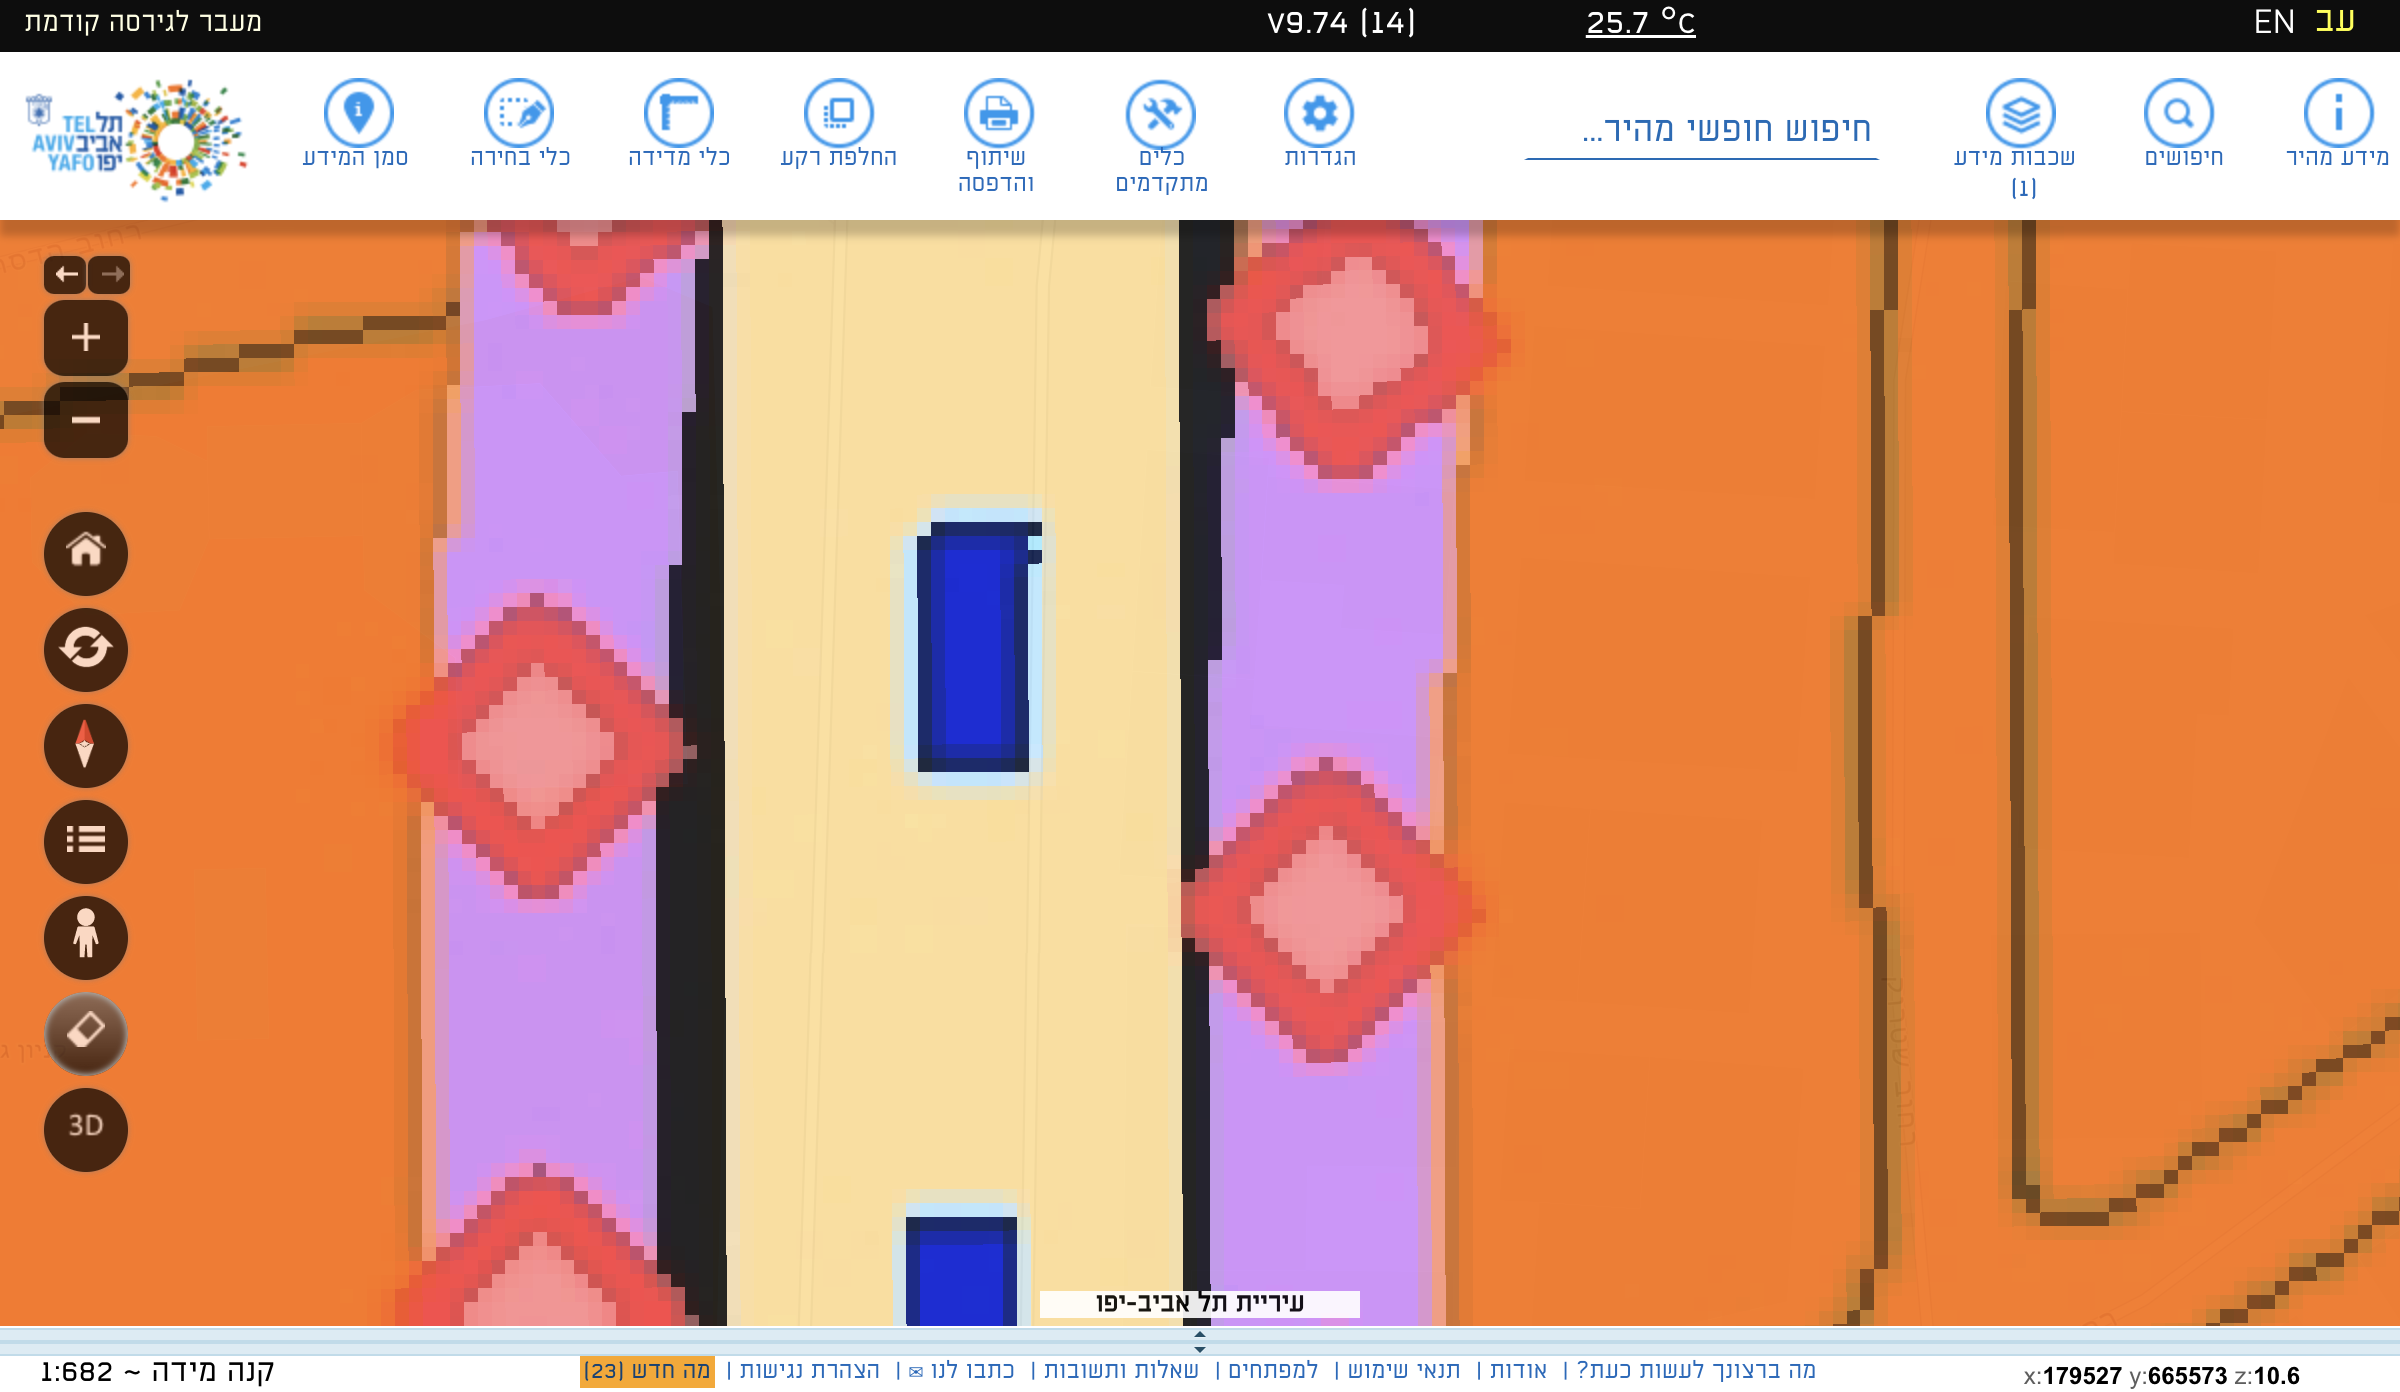 מעבר לגירסה קודמת
V9.74 (14)
25.7 °C
EN עב
TEL תל
AVIV אביב
YAFO יפו
סמן המידע
כלי בחירה
כלי מדידה
החלפת רקע
שיתוף
והדפסה
כלים
מתקדמים
הגדרות
חיפוש חופשי מהיר...
שכבות מידע
(1)
חיפושים
מידע מהיר
3D
עיריית תל אביב-יפו
קנה מידה ~ 1:682
מה ברצונך לעשות כעת? | אודות | תנאי שימוש | למפתחים | שאלות ותשובות | כתבו לנו ✉ | הצהרת נגישות | מה חדש (23)
x:179527 y:665573 z:10.6